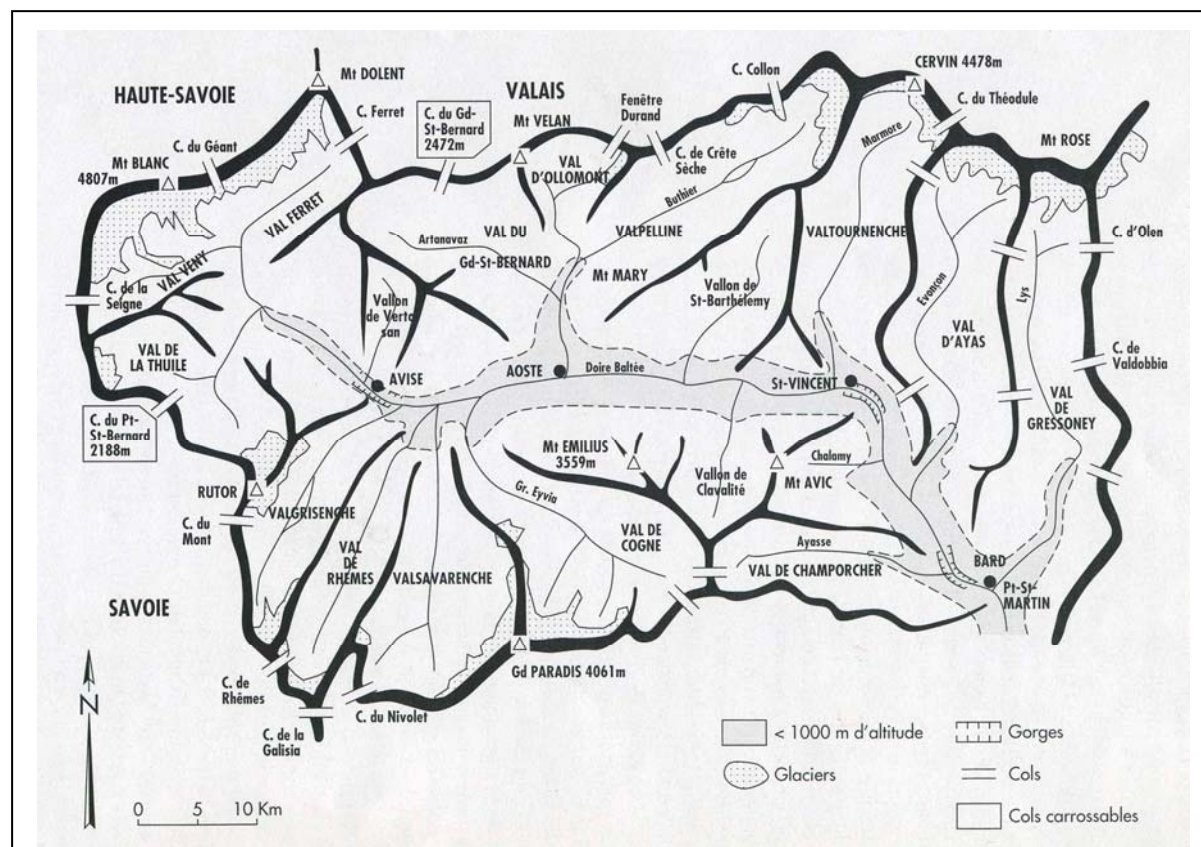 Mt DOLENT
HAUTE-SAVOIE
C. Ferret
C. du Géant
Mt BLANC
4807m
C. du Gd-
St-Bernard
2472m
VALAIS
Mt VELAN
Fenêtre
Durand
C. Collon
CERVIN 4478m
C. du Théodule
Mt ROSE
VAL
D'OLLOMONT
C. de Crête
Sèche
Marmore
VAL FERRET
VAL VENY
C. de la
Seigne
Artanavaz
VAL DU
Gd-St-BERNARD
Buthier
VALPELLINE
Mt MARY
VALTOURNENCHE
Vallon de
St-Barthélemy
Evonçon
Lys
C. d'Olen
Vallon
de Verto
san
VAL DE
LA THUILE
VAL
D'AYAS
C. de
Valdobbia
AVISE
AOSTE
Doire Baltée
St-VINCENT
VAL
DE
GRESSONEY
C. du Pt-
St-Bernard
2188m
Mt EMILIUS
3559m
Vallon de
Clavalité
Chalamy
Mt AVIC
RUTOR
VALGRISENCHE
Gr. Eyvia
C. du
Mont
VAL
DE
RHÈMES
VALSAVARENCHE
VAL DE
COGNE
Ayasse
VAL DE CHAMPORCHER
BARD
Pt-St-
MARTIN
SAVOIE
C. de
Rhêmes
C. du Nivolet
Gd PARADIS 4061m
C. de la
Galisia
N
0 5 10 Km
< 1000 m d'altitude
Glaciers
Gorges
Cols
Cols carrossables